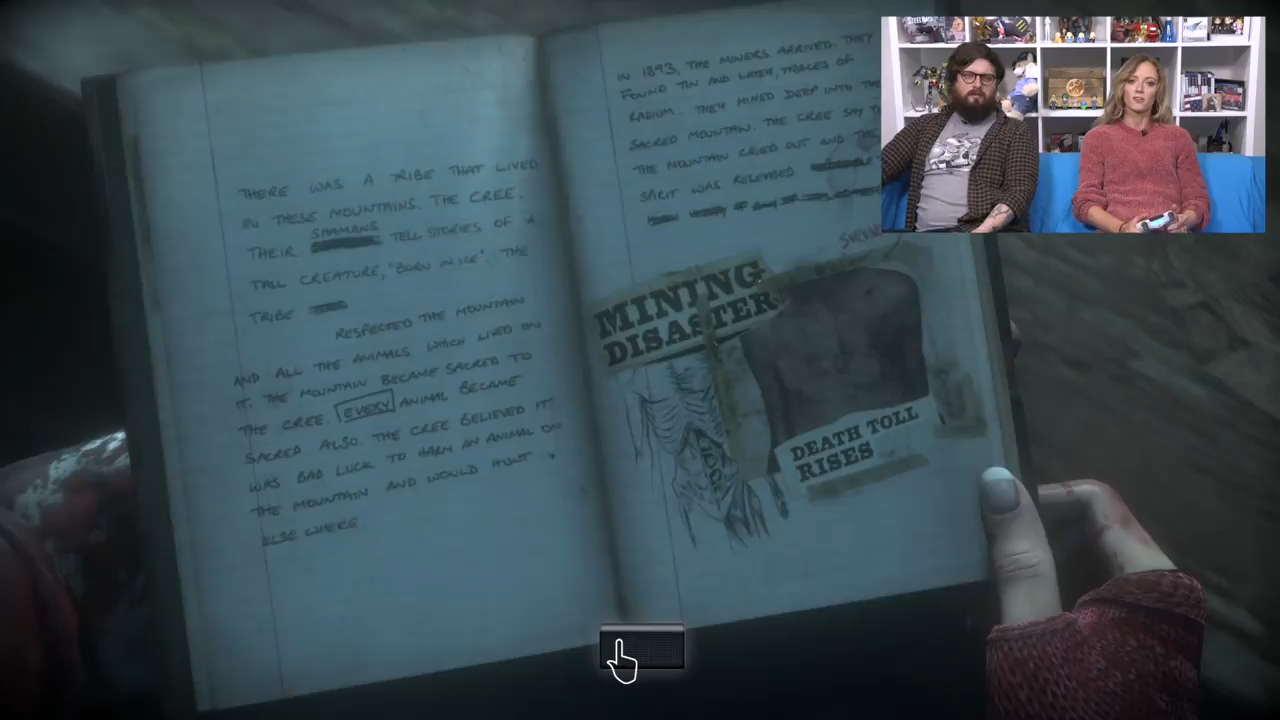 THERE WAS A TRIBE THAT LIVED
IN THESE MOUNTAINS. THE CREE.
THEIR SHAMANS TELL STORIES OF A
TALL CREATURE, "BORN IN ICE". THE
TRIBE
RESPECTED THE MOUNTAIN
AND ALL THE ANIMALS WHICH LIVED ON
IT. THE MOUNTAIN BECAME SACRED TO
THE CREE. EVERY ANIMAL BECAME
SACRED ALSO. THE CREE BELIEVED IT
WAS BAD LUCK TO HARM AN ANIMAL ON
THE MOUNTAIN AND WOULD HUNT
ELSE WHERE
IN 1893, THE MINERS ARRIVED. THEY
FOUND TIN AND LATER, TRACES OF
RADIUM. THEY MINED DEEP INTO THE
SACRED MOUNTAIN. THE CREE SAY
THE MOUNTAIN CRIED OUT AND THE
SPIRIT WAS RELEASED
MINING
DISASTER
DEATH TOLL
RISES